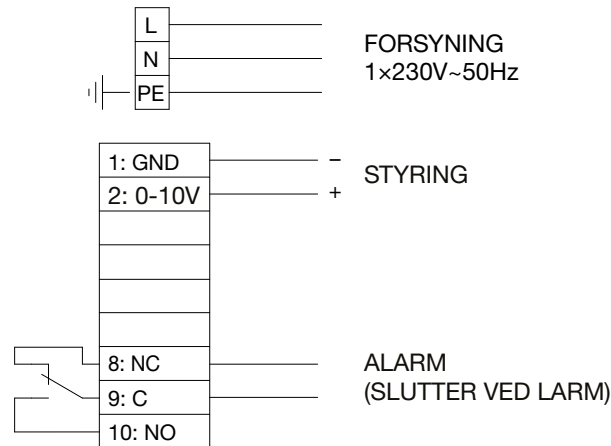 L
N
PE
FORSYNING
1×230V~50Hz
1: GND
–
2: 0-10V
+
STYRING
8: NC
9: C
10: NO
ALARM
(SLUTTER VED LARM)